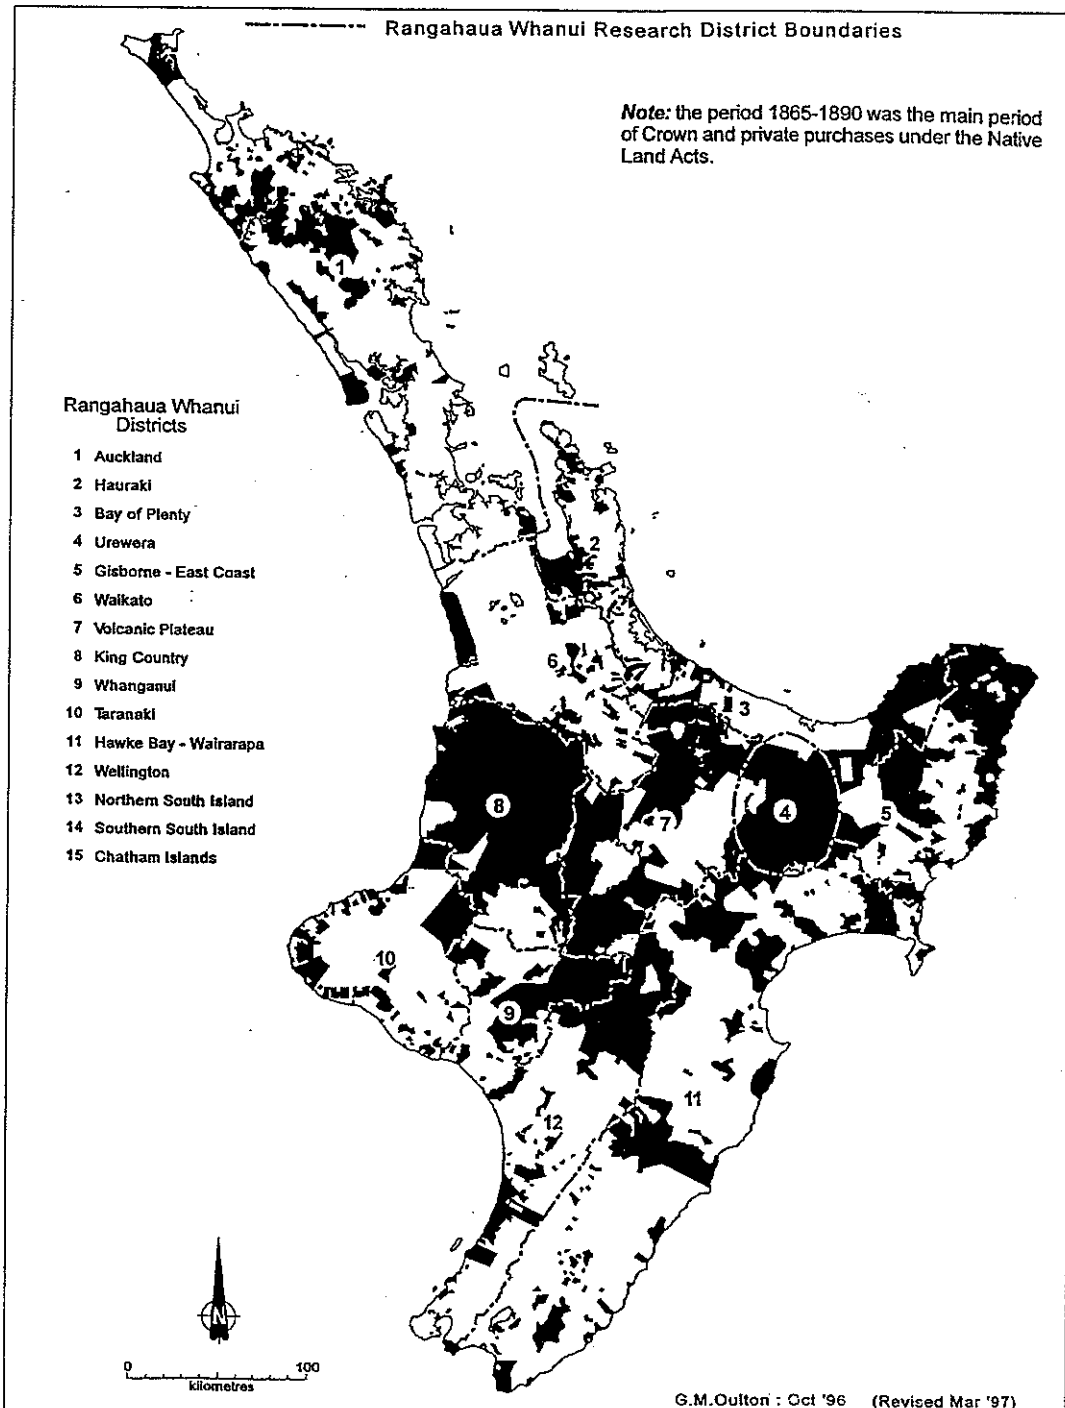 Rangahaua Whanui Research District Boundaries
Note: the period 1865-1890 was the main period
of Crown and private purchases under the Native
Land Acts.
Rangahaua Whanui
Districts
1 Auckland
2 Hauraki
3 Bay of Plenty
4 Urewera
5 Gisborne - East Coast
6 Waikato
7 Volcanic Plateau
8 King Country
9 Whanganui
10 Taranaki
11 Hawke Bay - Wairarapa
12 Wellington
13 Northern South Island
14 Southern South Island
15 Chatham Islands
1
2
6
3
8
7
4
5
10
9
11
12
N
0 100
kilometres
G.M.Oulton : Oct '96 (Revised Mar '97)